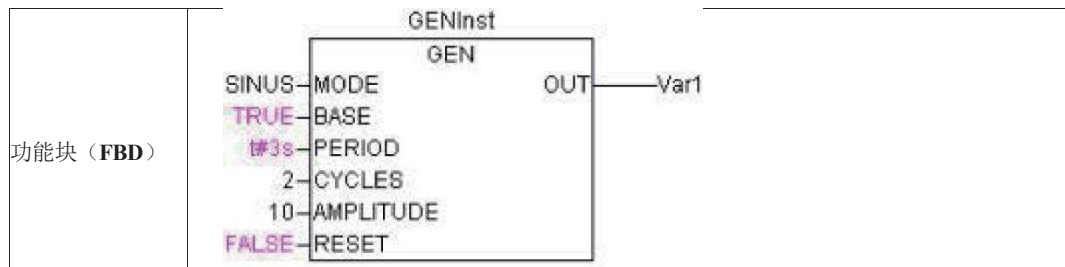 功能块（FBD）
GENInst
GEN
SINUS MODE OUT Var1
TRUE BASE
t#3s PERIOD
2 CYCLES
10 AMPLITUDE
FALSE RESET